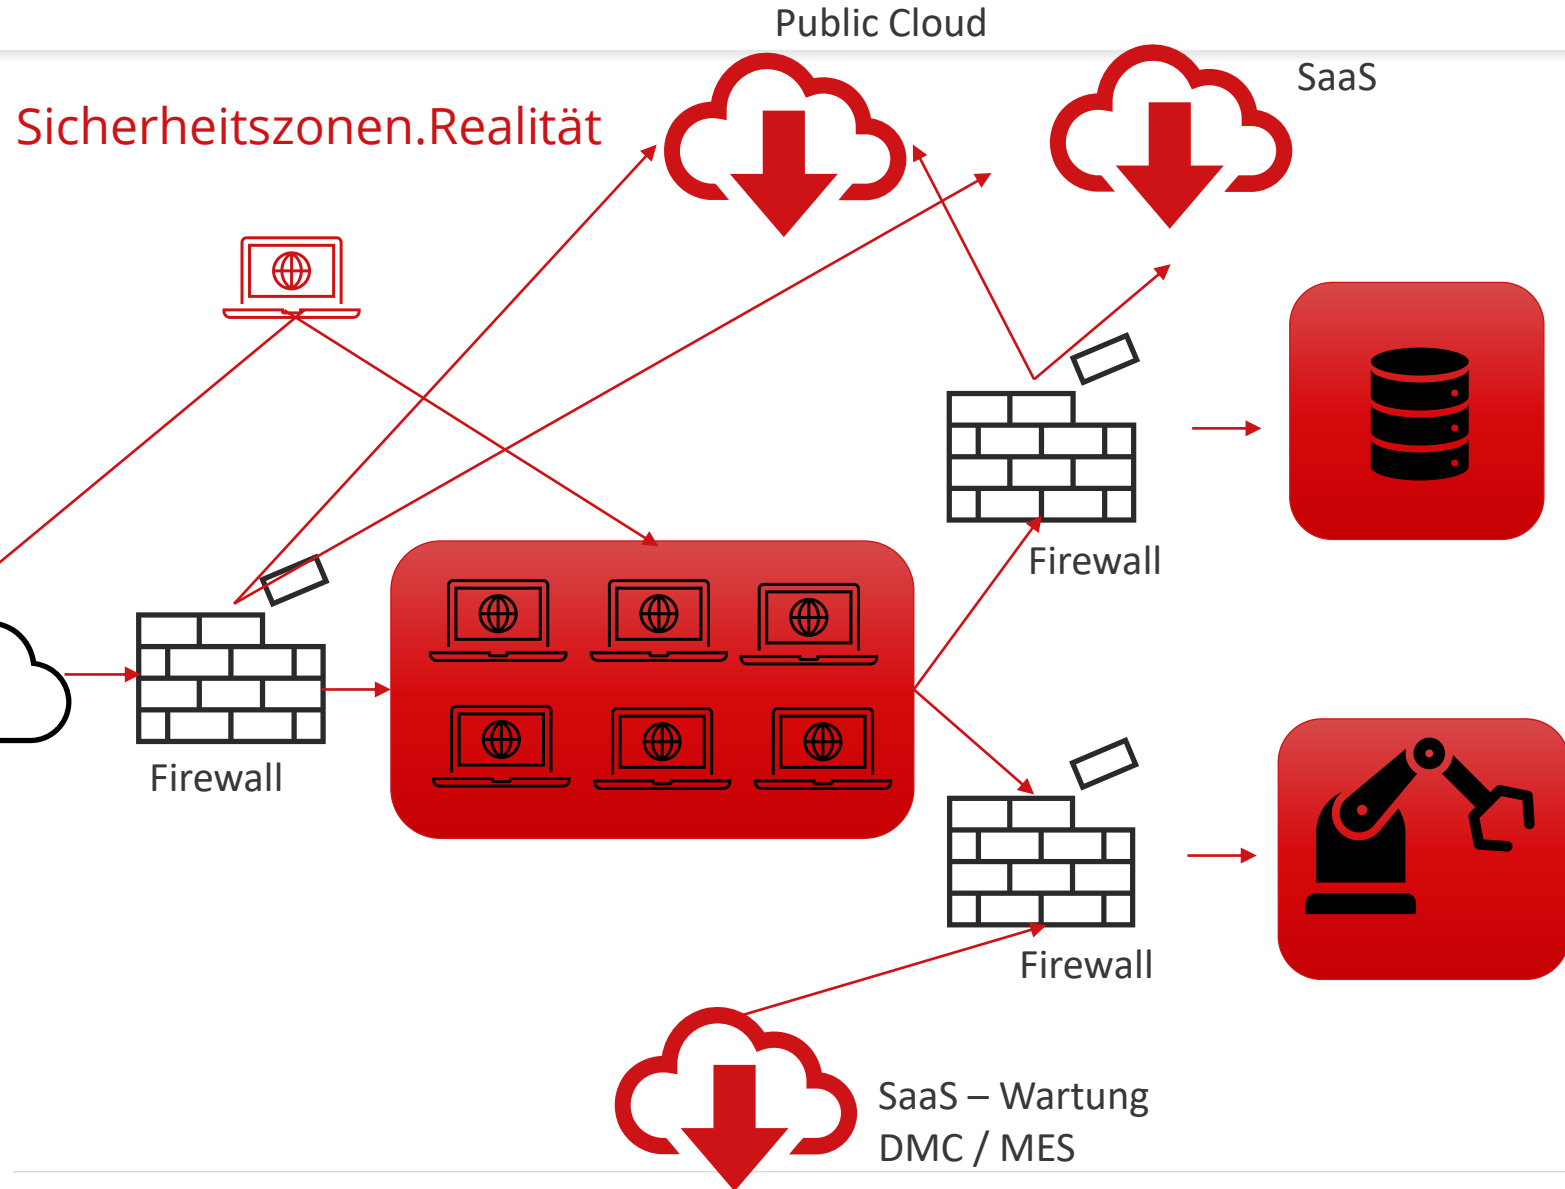 Public Cloud
SaaS
Sicherheitszonen.Realität
Firewall
Firewall
Firewall
SaaS – Wartung
DMC / MES